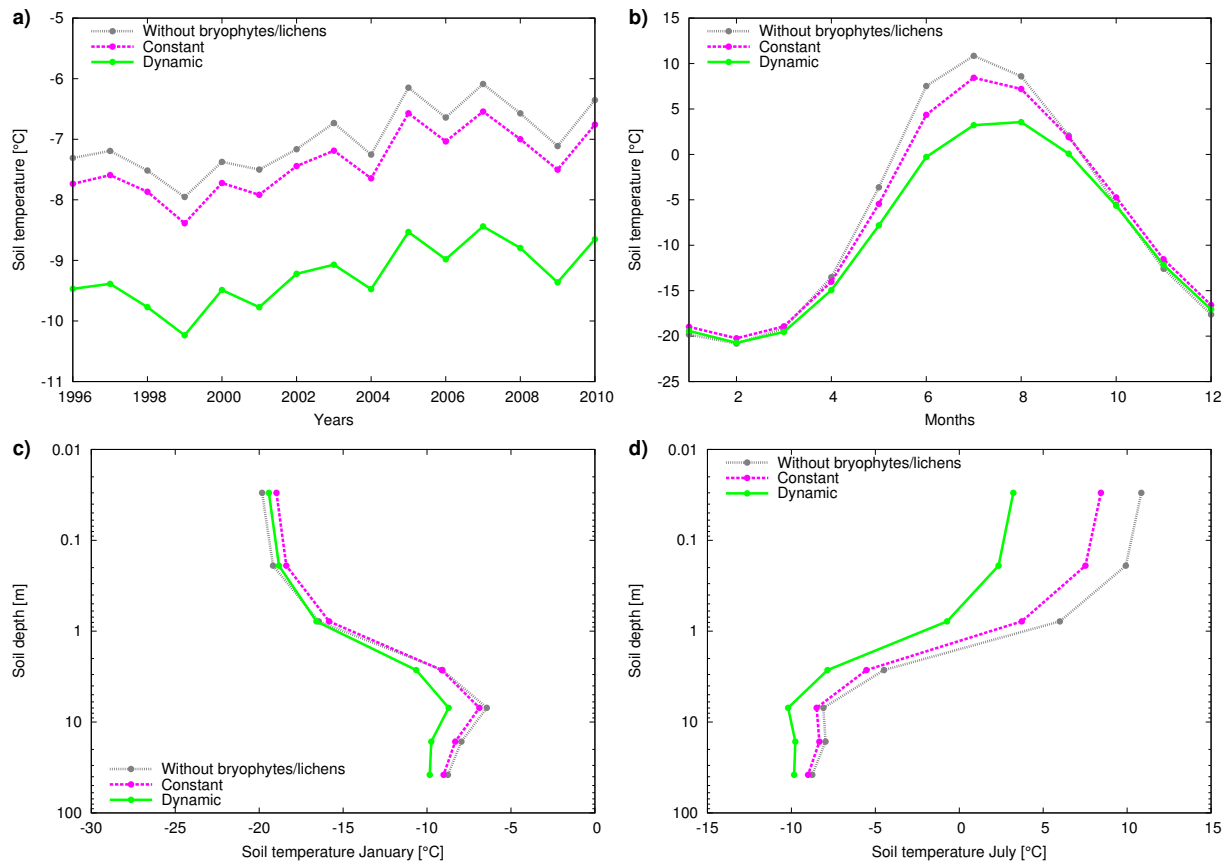 a)
-5
-6
-7
-8
-9
-10
-11
Soil temperature [°C]
Without bryophytes/lichens
Constant
Dynamic
1996 1998 2000 2002 2004 2006 2008 2010
Years
b)
15
10
5
0
-5
-10
-15
-20
-25
Soil temperature [°C]
Without bryophytes/lichens
Constant
Dynamic
2 4 6 8 10 12
Months
c)
0.01
0.1
1
10
100
Soil depth [m]
Without bryophytes/lichens
Constant
Dynamic
-30 -25 -20 -15 -10 -5 0
Soil temperature January [°C]
d)
0.01
0.1
1
10
100
Soil depth [m]
Without bryophytes/lichens
Constant
Dynamic
-15 -10 -5 0 5 10 15
Soil temperature July [°C]